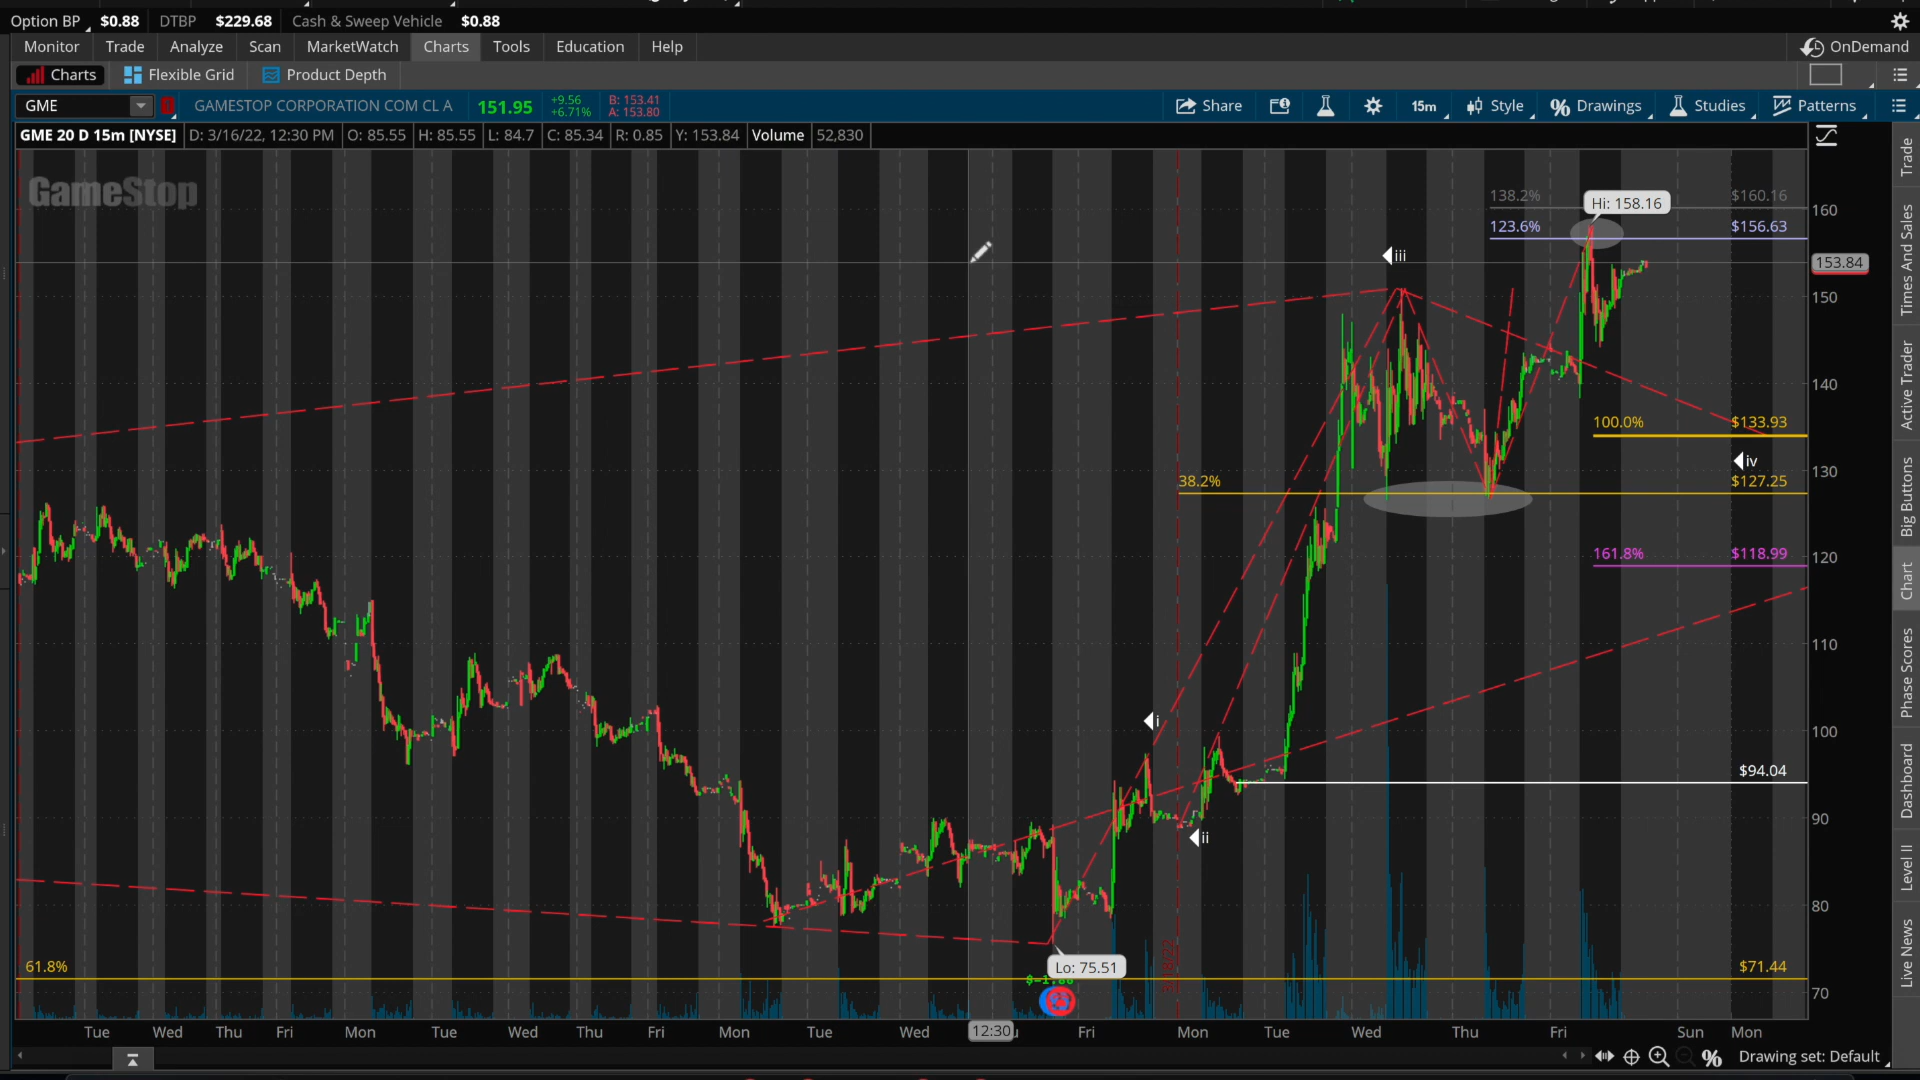 Option BP $0.88 DTBP $229.68 Cash & Sweep Vehicle $0.88
Monitor Trade Analyze Scan MarketWatch Charts Tools Education Help OnDemand
Charts Flexible Grid Product Depth
GME GAMESTOP CORPORATION COM CL A 151.95 +9.56 +6.71% B: 153.41 A: 153.80 Share 15m Style Drawings Studies Patterns
GME 20 D 15m [NYSE] D: 3/16/22, 12:30 PM O: 85.55 H: 85.55 L: 84.7 C: 85.34 R: 0.85 Y: 153.84 Volume 52,830
GameStop
138.2% Hi: 158.16 $160.16
160
123.6% $156.63
iii
153.84
150
140
100.0% $133.93
iv
130
38.2% $127.25
120
161.8% $118.99
110
i
100
$94.04
90
ii
80
Lo: 75.51
61.8% $71.44
3/18/22
70
Tue Wed Thu Fri Mon Tue Wed Thu Fri Mon Tue Wed 12:30 Fri Mon Tue Wed Thu Fri Sun Mon
Drawing set: Default
Trade
Times And Sales
Active Trader
Big Buttons
Chart
Phase Scores
Dashboard
Level II
Live News